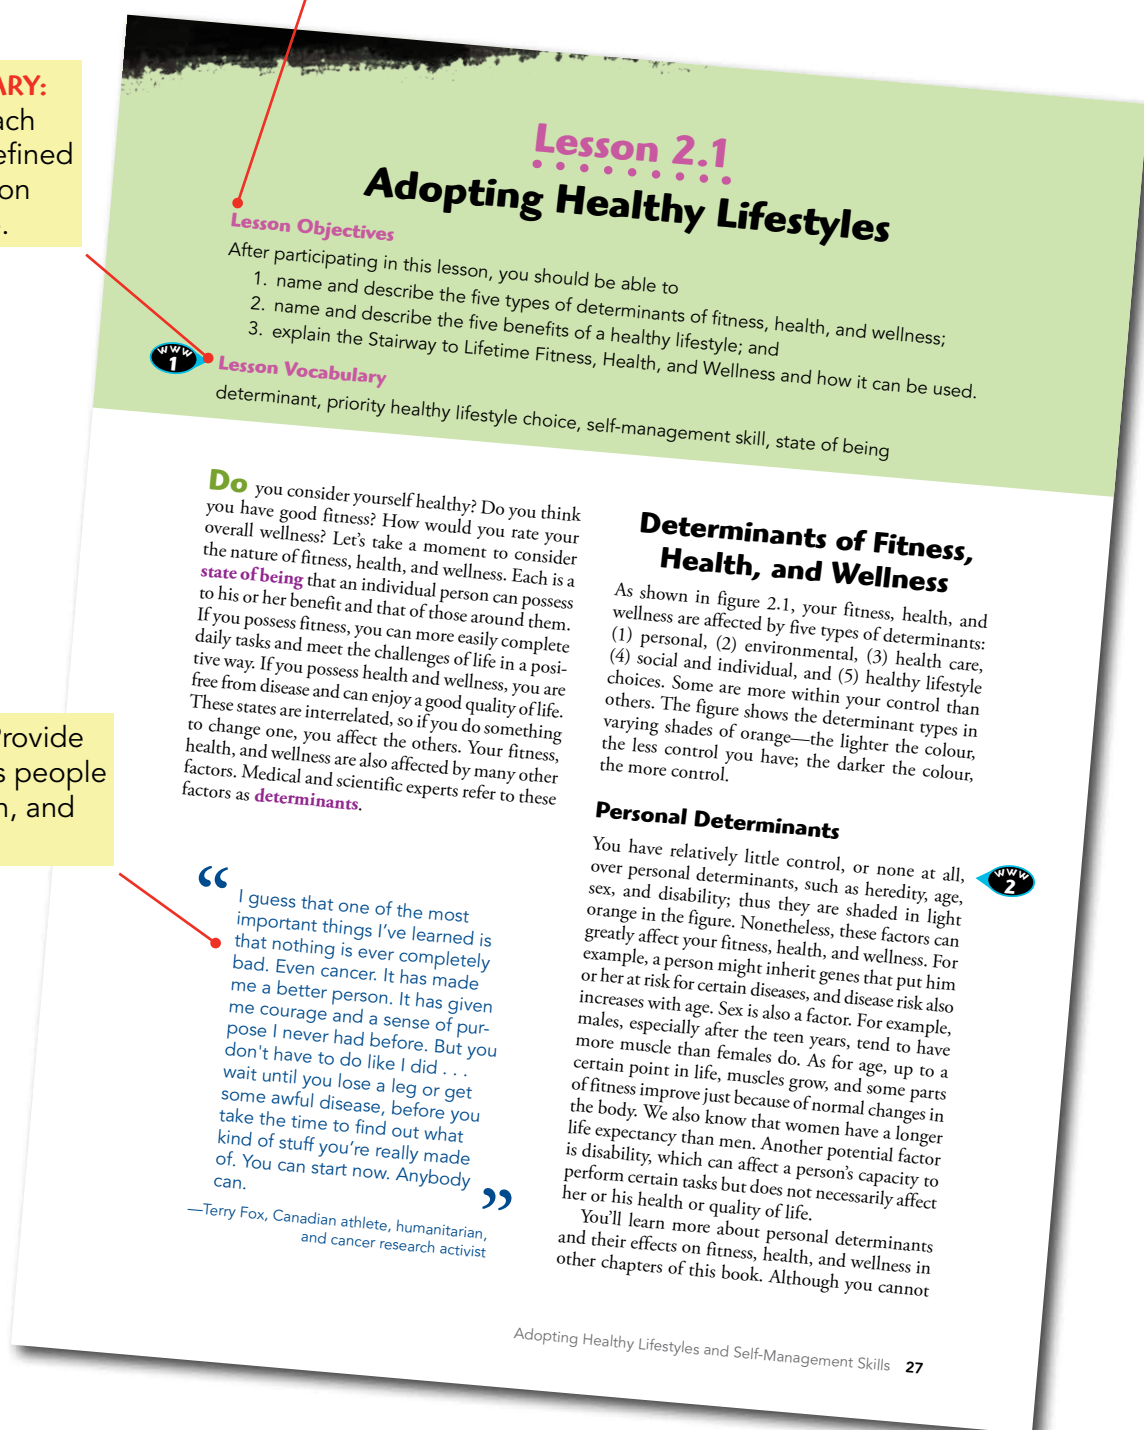 ARY:
ach
efined
on
.
Provide
s people
n, and
Lesson 2.1
Adopting Healthy Lifestyles
Lesson Objectives
After participating in this lesson, you should be able to
1. name and describe the five types of determinants of fitness, health, and wellness;
2. name and describe the five benefits of a healthy lifestyle; and
3. explain the Stairway to Lifetime Fitness, Health, and Wellness and how it can be used.
www
1
Lesson Vocabulary
determinant, priority healthy lifestyle choice, self-management skill, state of being
Do you consider yourself healthy? Do you think
you have good fitness? How would you rate your
overall wellness? Let's take a moment to consider
the nature of fitness, health, and wellness. Each is a
state of being that an individual person can possess
to his or her benefit and that of those around them.
If you possess fitness, you can more easily complete
daily tasks and meet the challenges of life in a posi-
tive way. If you possess health and wellness, you are
free from disease and can enjoy a good quality of life.
These states are interrelated, so if you do something
to change one, you affect the others. Your fitness,
health, and wellness are also affected by many other
factors. Medical and scientific experts refer to these
factors as determinants.
“
I guess that one of the most
important things I've learned is
that nothing is ever completely
bad. Even cancer. It has made
me a better person. It has given
me courage and a sense of pur-
pose I never had before. But you
don't have to do like I did . . .
wait until you lose a leg or get
some awful disease, before you
take the time to find out what
kind of stuff you're really made
of. You can start now. Anybody
can.
”
—Terry Fox, Canadian athlete, humanitarian,
and cancer research activist
Determinants of Fitness,
Health, and Wellness
As shown in figure 2.1, your fitness, health, and
wellness are affected by five types of determinants:
(1) personal, (2) environmental, (3) health care,
(4) social and individual, and (5) healthy lifestyle
choices. Some are more within your control than
others. The figure shows the determinant types in
varying shades of orange—the lighter the colour,
the less control you have; the darker the colour,
the more control.
Personal Determinants
You have relatively little control, or none at all,
over personal determinants, such as heredity, age,
sex, and disability; thus they are shaded in light
orange in the figure. Nonetheless, these factors can
greatly affect your fitness, health, and wellness. For
example, a person might inherit genes that put him
or her at risk for certain diseases, and disease risk also
increases with age. Sex is also a factor. For example,
males, especially after the teen years, tend to have
more muscle than females do. As for age, up to a
certain point in life, muscles grow, and some parts
of fitness improve just because of normal changes in
the body. We also know that women have a longer
life expectancy than men. Another potential factor
is disability, which can affect a person's capacity to
perform certain tasks but does not necessarily affect
her or his health or quality of life.
You'll learn more about personal determinants
and their effects on fitness, health, and wellness in
other chapters of this book. Although you cannot
www
2
Adopting Healthy Lifestyles and Self-Management Skills 27